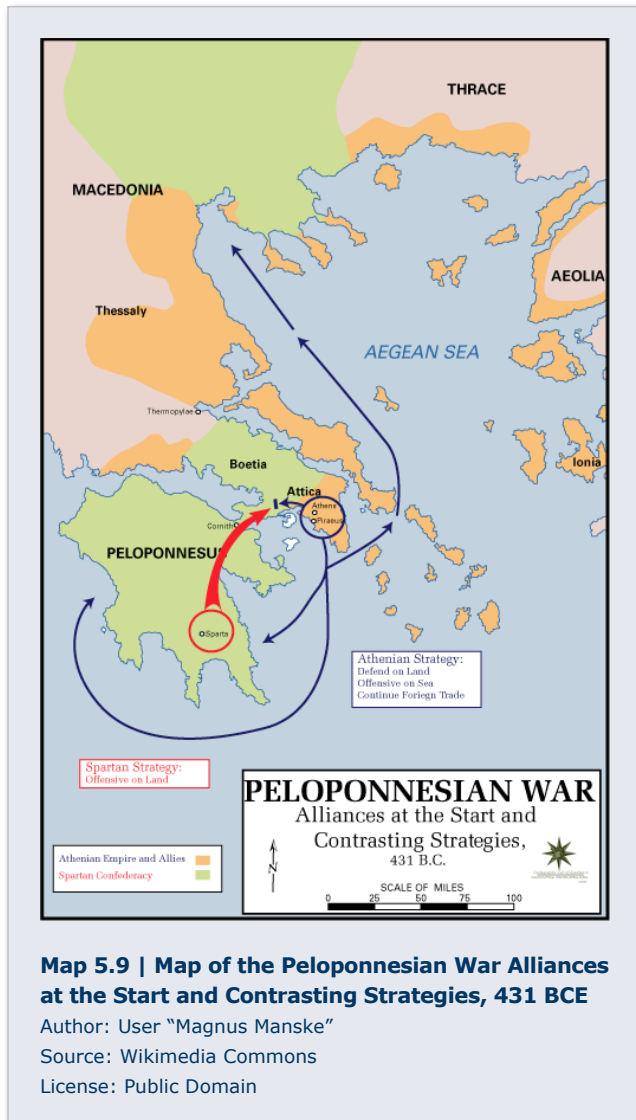 THRACE
MACEDONIA
AEOLIA
Thessaly
AEGEAN SEA
Thermopylae
Boetia
Ionia
Attica
Athens
Piraeus
Cornith
PELOPONNESUS
Sparta
Athenian Strategy:
Defend on Land
Offensive on Sea
Continue Foriegn Trade
Spartan Strategy:
Offensive on Land
PELOPONNESIAN WAR
Alliances at the Start and
Contrasting Strategies,
431 B.C.
N
SCALE OF MILES
0 25 50 75 100
Athenian Empire and Allies
Spartan Confederacy
Map 5.9 | Map of the Peloponnesian War Alliances
at the Start and Contrasting Strategies, 431 BCE
Author: User “Magnus Manske”
Source: Wikimedia Commons
License: Public Domain